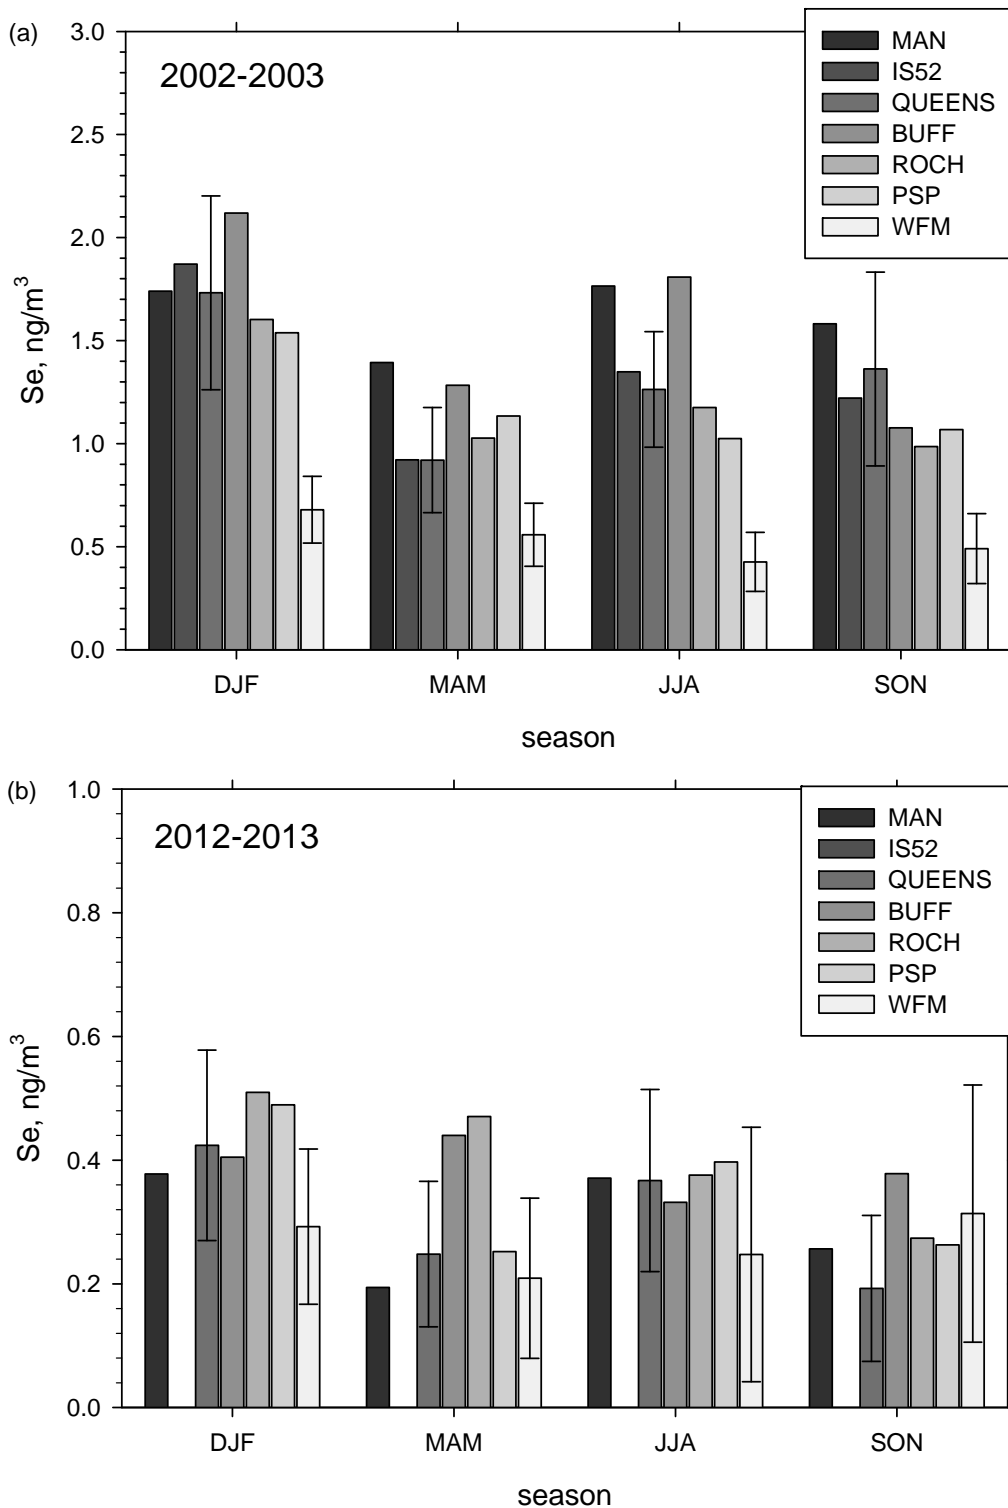 (a)
2002-2003
MAN
IS52
QUEENS
BUFF
ROCH
PSP
WFM
3.0
2.5
2.0
1.5
1.0
0.5
0.0
Se, ng/m³
DJF MAM JJA SON
season
(b)
2012-2013
MAN
IS52
QUEENS
BUFF
ROCH
PSP
WFM
1.0
0.8
0.6
0.4
0.2
0.0
Se, ng/m³
DJF MAM JJA SON
season